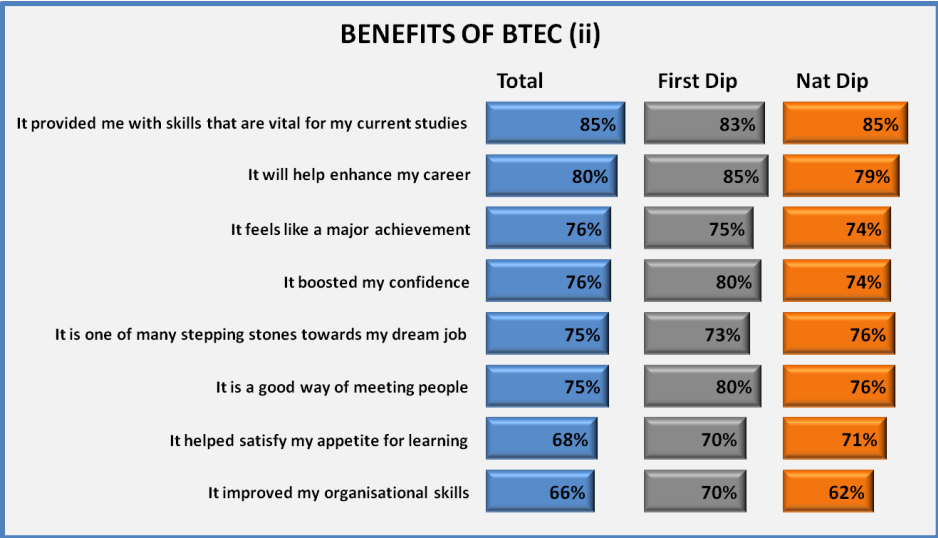 BENEFITS OF BTEC (ii)
Total First Dip Nat Dip
It provided me with skills that are vital for my current studies 85% 83% 85%
It will help enhance my career 80% 85% 79%
It feels like a major achievement 76% 75% 74%
It boosted my confidence 76% 80% 74%
It is one of many stepping stones towards my dream job 75% 73% 76%
It is a good way of meeting people 75% 80% 76%
It helped satisfy my appetite for learning 68% 70% 71%
It improved my organisational skills 66% 70% 62%